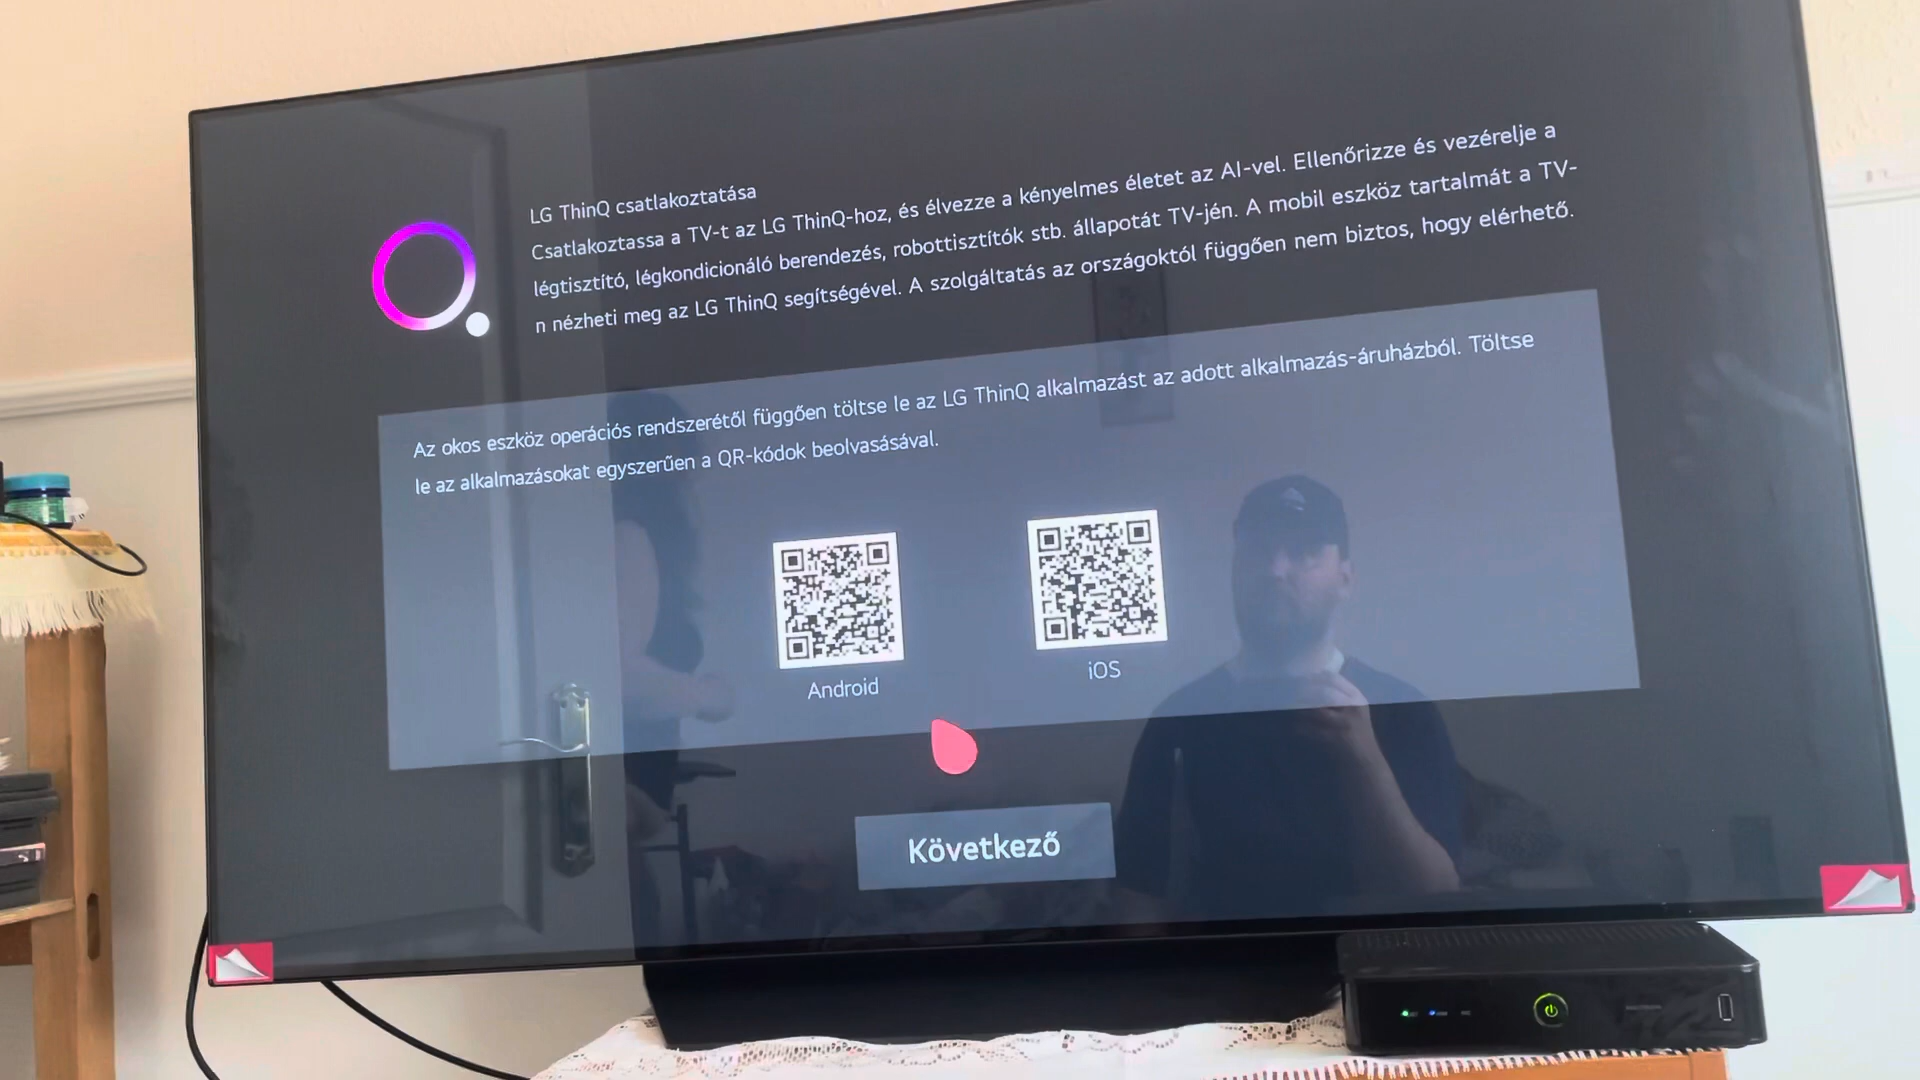 LG ThinQ csatlakoztatása
Csatlakoztassa a TV-t az LG ThinQ-hoz, és élvezze a kényelmes életet az AI-vel. Ellenőrizze és vezérelje a
légtisztító, légkondicionáló berendezés, robottisztítók stb. állapotát TV-jén. A mobil eszköz tartalmát a TV-
n nézheti meg az LG ThinQ segítségével. A szolgáltatás az országoktól függően nem biztos, hogy elérhető.
Az okos eszköz operációs rendszerétől függően töltse le az LG ThinQ alkalmazást az adott alkalmazás-áruházból. Töltse
le az alkalmazásokat egyszerűen a QR-kódok beolvasásával.
Android
iOS
Következő